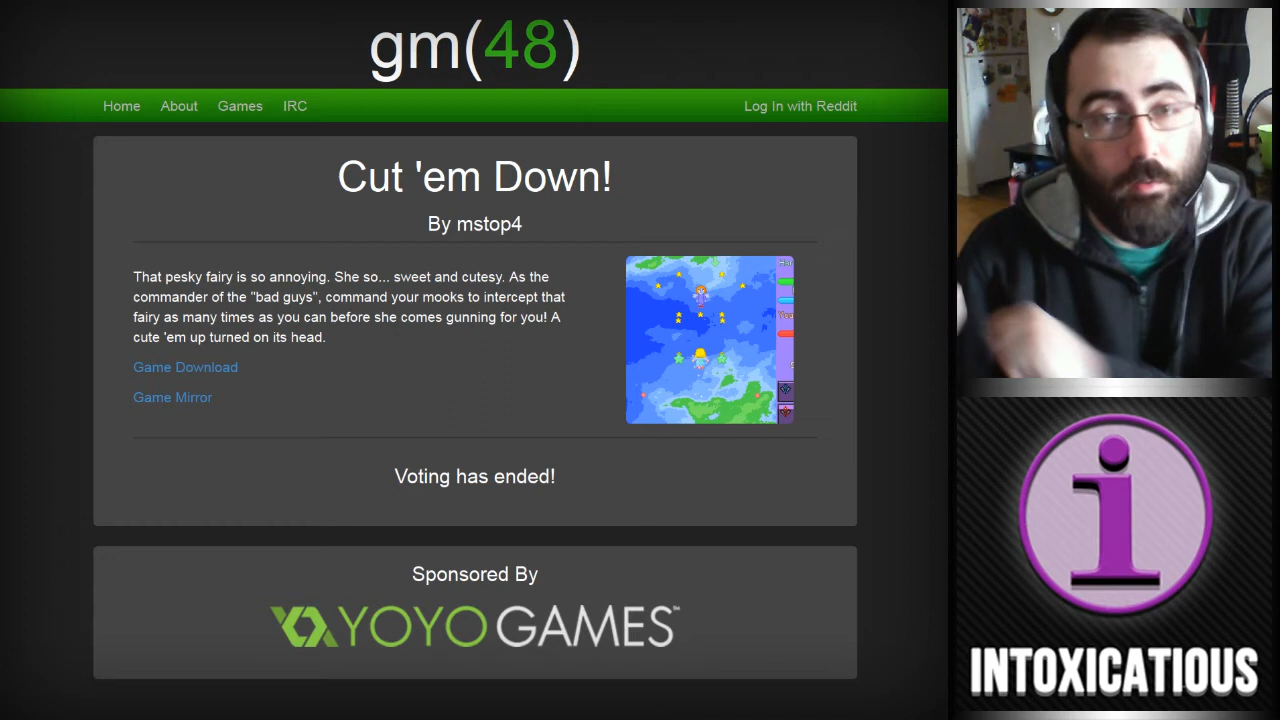 gm(48)
Home About Games IRC Log In with Reddit
Cut 'em Down!
By mstop4
That pesky fairy is so annoying. She so... sweet and cutesy. As the
commander of the "bad guys", command your mooks to intercept that
fairy as many times as you can before she comes gunning for you! A
cute 'em up turned on its head.
Game Download
Game Mirror
Voting has ended!
Sponsored By
YOYOGAMES™
i
INTOXICATIOUS